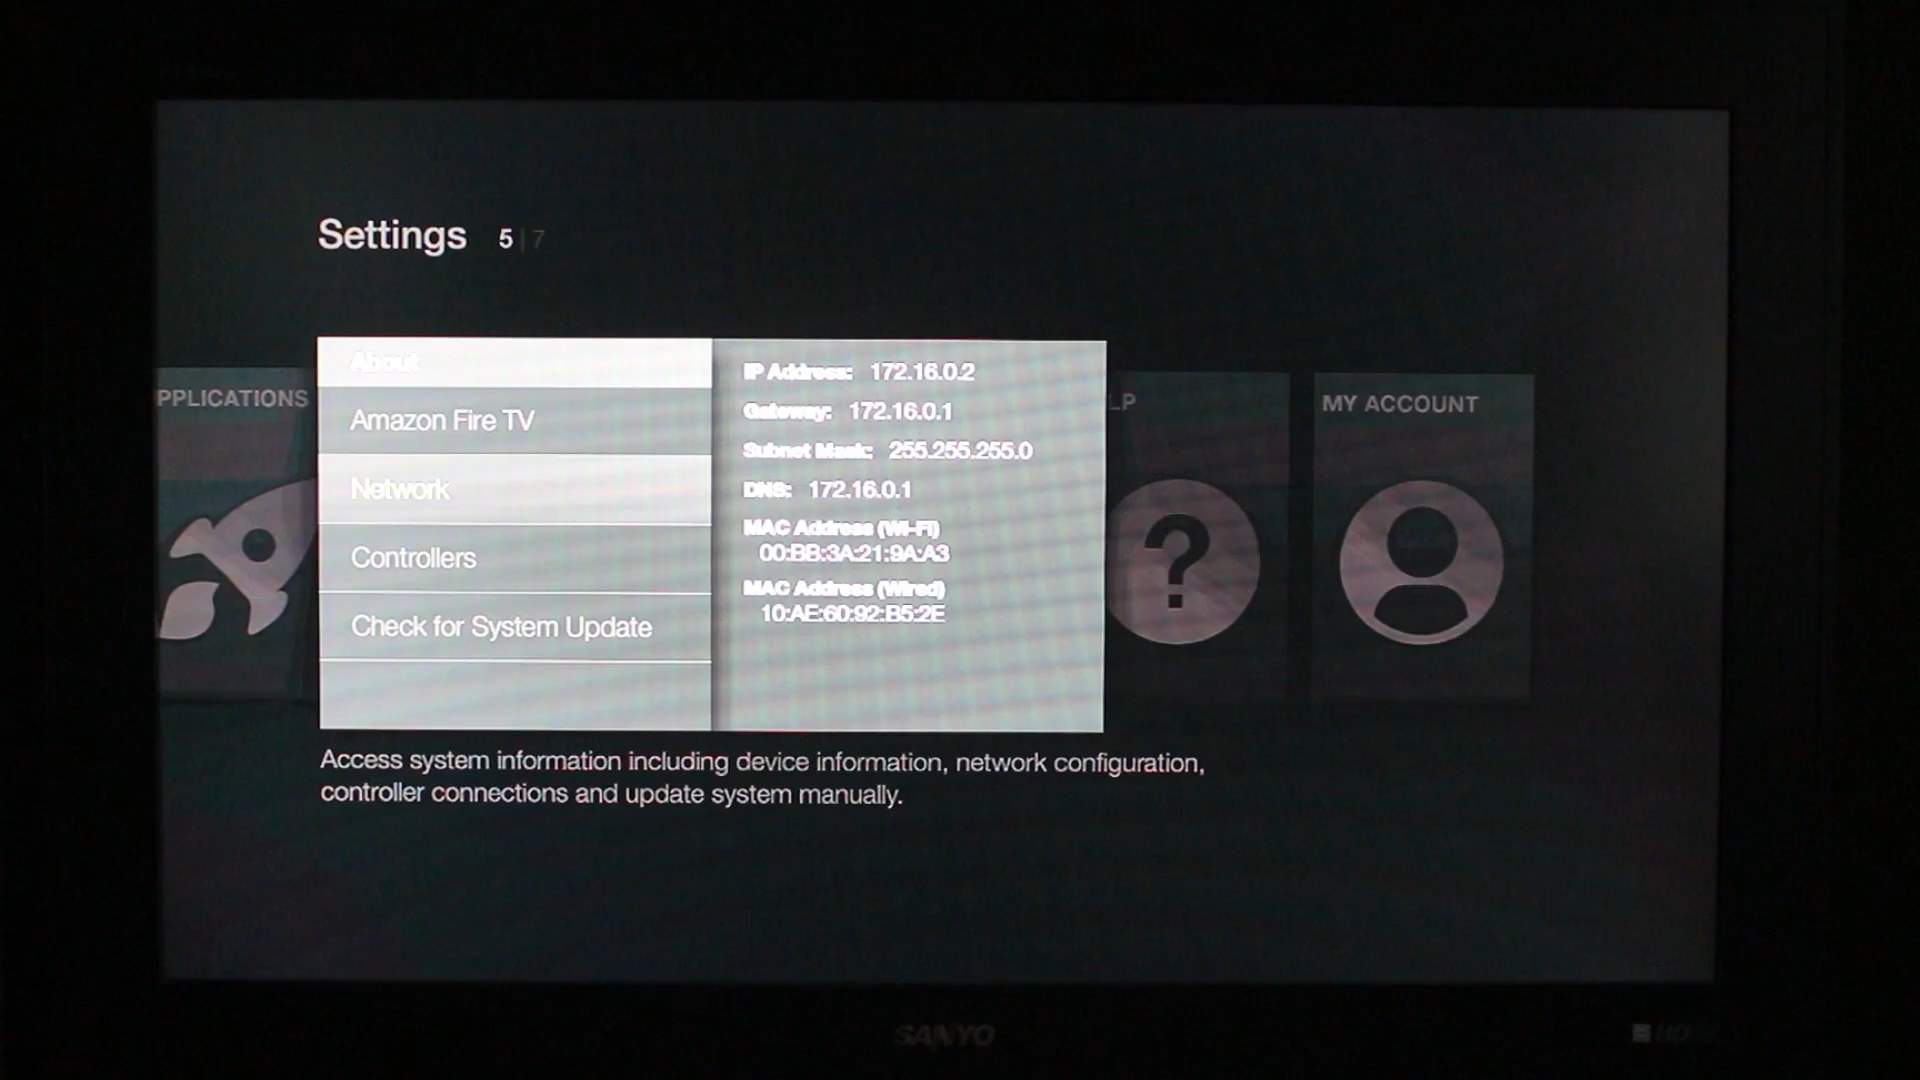 Settings 5|7
PPLICATIONS
About
Amazon Fire TV
Network
Controllers
Check for System Update
IP Address: 172.16.0.2
Gateway: 172.16.0.1
Subnet Mask: 255.255.255.0
DNS: 172.16.0.1
MAC Address (Wi-Fi)
00:BB:3A:21:9A:A3
MAC Address (Wired)
10:AE:60:92:B5:2E
LP
MY ACCOUNT
Access system information including device information, network configuration,
controller connections and update system manually.
SANYO